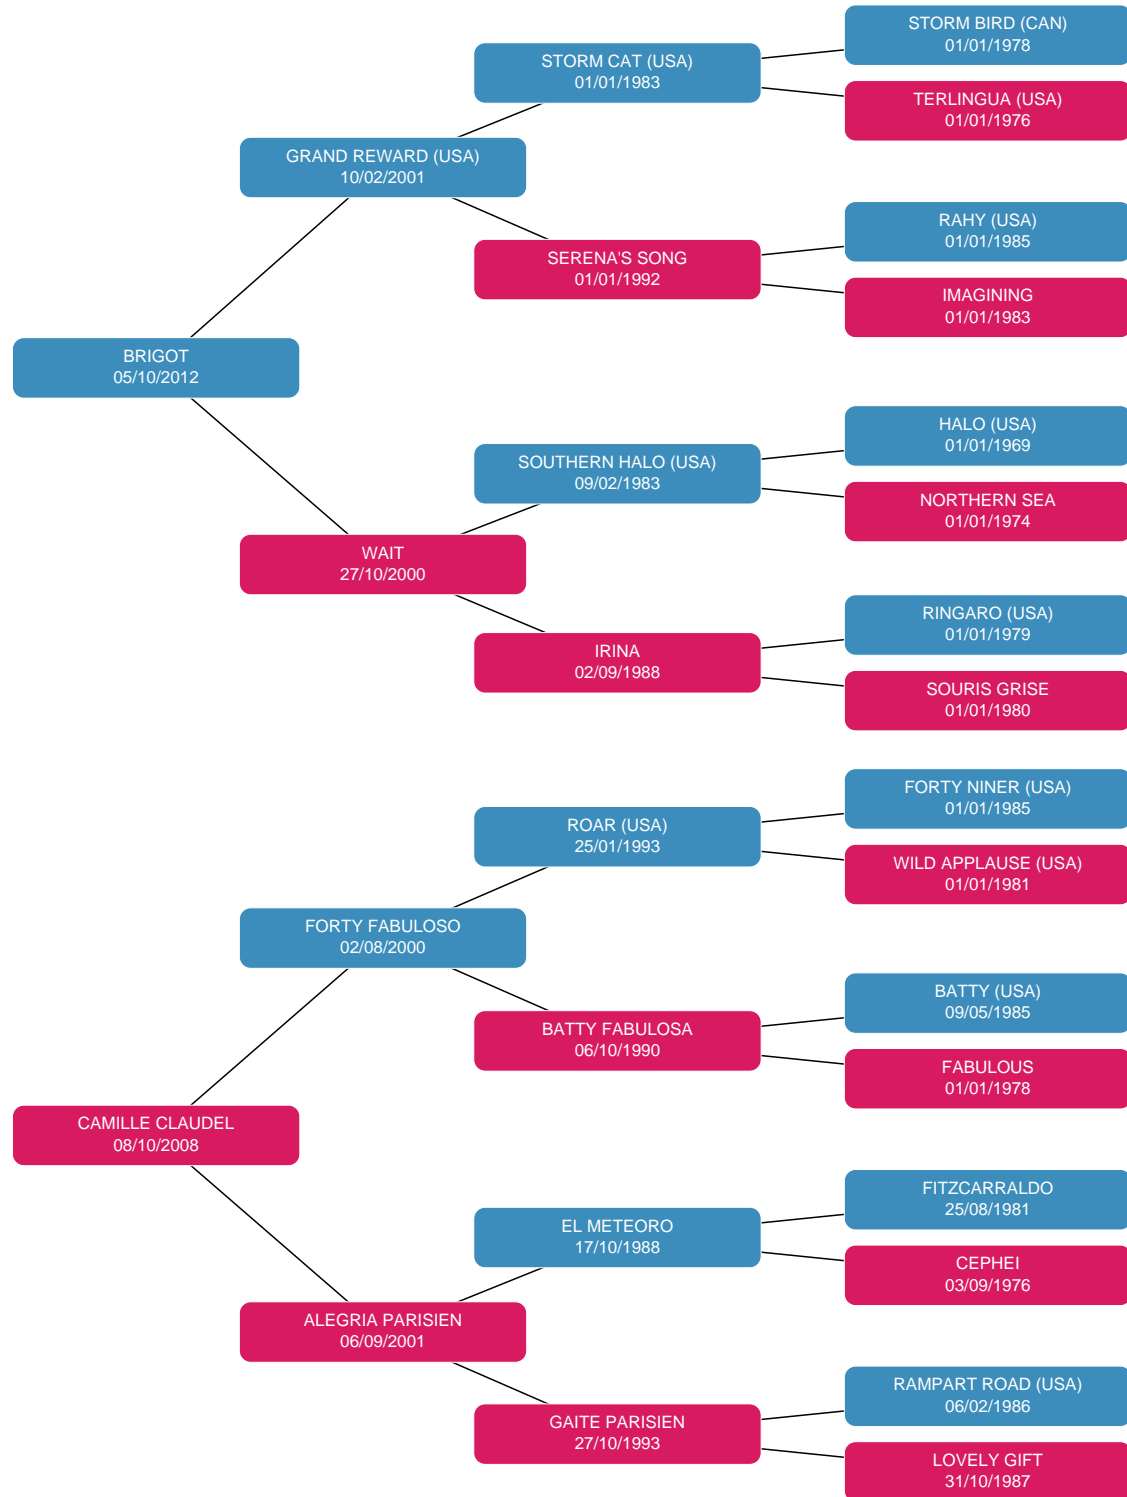 STORM BIRD (CAN)
01/01/1978
STORM CAT (USA)
01/01/1983
TERLINGUA (USA)
01/01/1976
GRAND REWARD (USA)
10/02/2001
RAHY (USA)
01/01/1985
SERENA'S SONG
01/01/1992
IMAGINING
01/01/1983
BRIGOT
05/10/2012
HALO (USA)
01/01/1969
SOUTHERN HALO (USA)
09/02/1983
NORTHERN SEA
01/01/1974
WAIT
27/10/2000
RINGARO (USA)
01/01/1979
IRINA
02/09/1988
SOURIS GRISE
01/01/1980
FORTY NINER (USA)
01/01/1985
ROAR (USA)
25/01/1993
WILD APPLAUSE (USA)
01/01/1981
FORTY FABULOSO
02/08/2000
BATTY (USA)
09/05/1985
BATTY FABULOSA
06/10/1990
FABULOUS
01/01/1978
CAMILLE CLAUDEL
08/10/2008
FITZCARRALDO
25/08/1981
EL METEORO
17/10/1988
CEPHEI
03/09/1976
ALEGRIA PARISIEN
06/09/2001
RAMPART ROAD (USA)
06/02/1986
GAITE PARISIEN
27/10/1993
LOVELY GIFT
31/10/1987